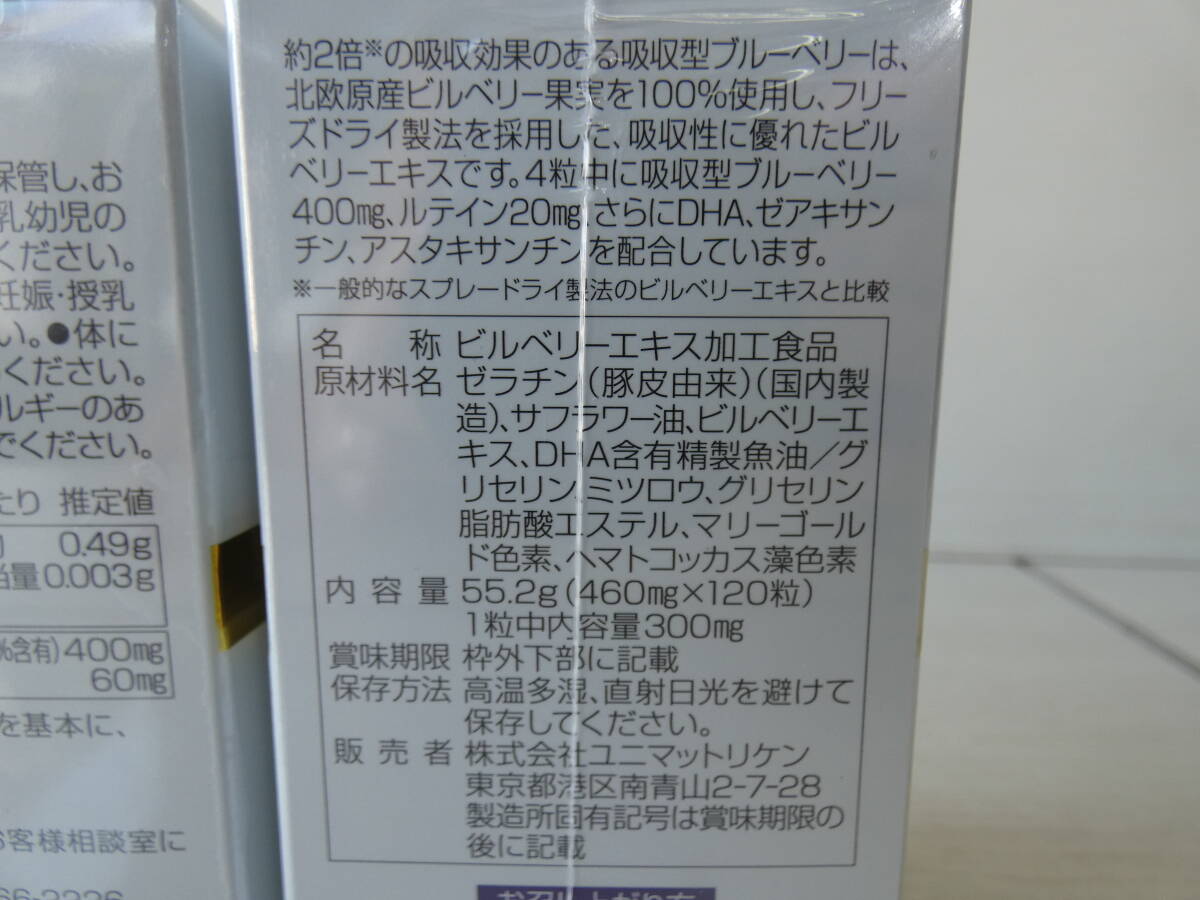 約2倍※の吸収効果のある吸収型ブルーベリーは、
北欧原産ビルベリー果実を100%使用し、フリー
ズドライ製法を採用した、吸収性に優れたビル
ベリーエキスです。4粒中に吸収型ブルーベリー
400mg、ルテイン20mg、さらにDHA、ゼアキサン
チン、アスタキサンチンを配合しています。
※一般的なスプレードライ製法のビルベリーエキスと比較
名　　称 ビルベリーエキス加工食品
原材料名 ゼラチン(豚皮由来)(国内製
造)、サフラワー油、ビルベリーエ
キス、DHA含有精製魚油／グ
リセリン、ミツロウ、グリセリン
脂肪酸エステル、マリーゴール
ド色素、ヘマトコッカス藻色素
内 容 量 55.2g(460mg×120粒)
1粒中内容量300mg
賞味期限 枠外下部に記載
保存方法 高温多湿、直射日光を避けて
保存してください。
販 売 者 株式会社ユニマットリケン
東京都港区南青山2-7-28
製造所固有記号は賞味期限の
後に記載
お召し上がり方
保管し、お
乳幼児の
ください。
妊娠・授乳
い。●体に
ください。
ルギーのあ
でください。
たり 推定値
0.49g
当量0.003g
%含有)400mg
60mg
を基本に、
お客様相談室に
66-2226